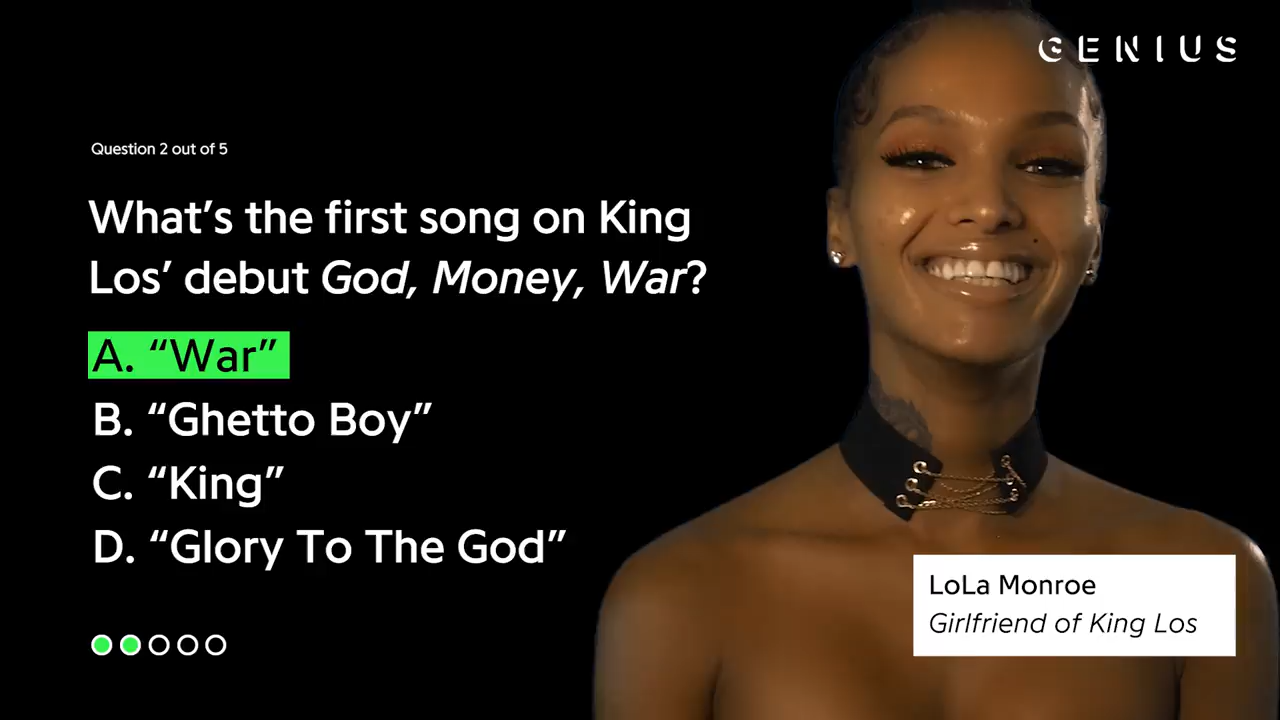 GENIUS
Question 2 out of 5
What’s the first song on King
Los’ debut God, Money, War?
A. “War”
B. “Ghetto Boy”
C. “King”
D. “Glory To The God”
LoLa Monroe
Girlfriend of King Los